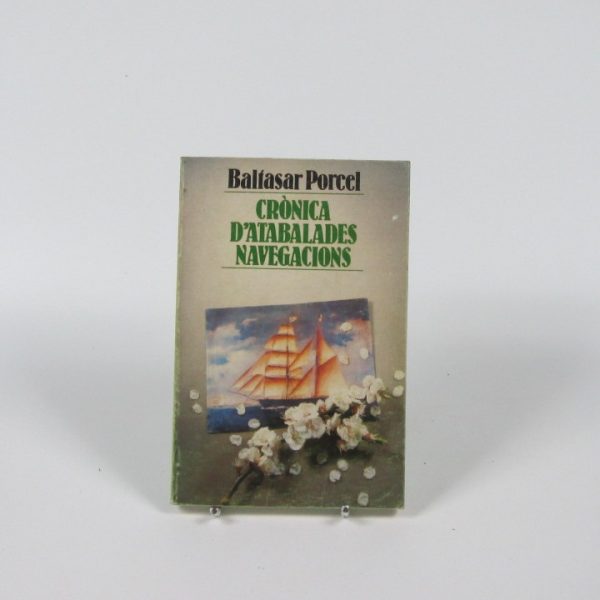 Baltasar Porcel
CRÒNICA
D'ATABALADES
NAVEGACIONS